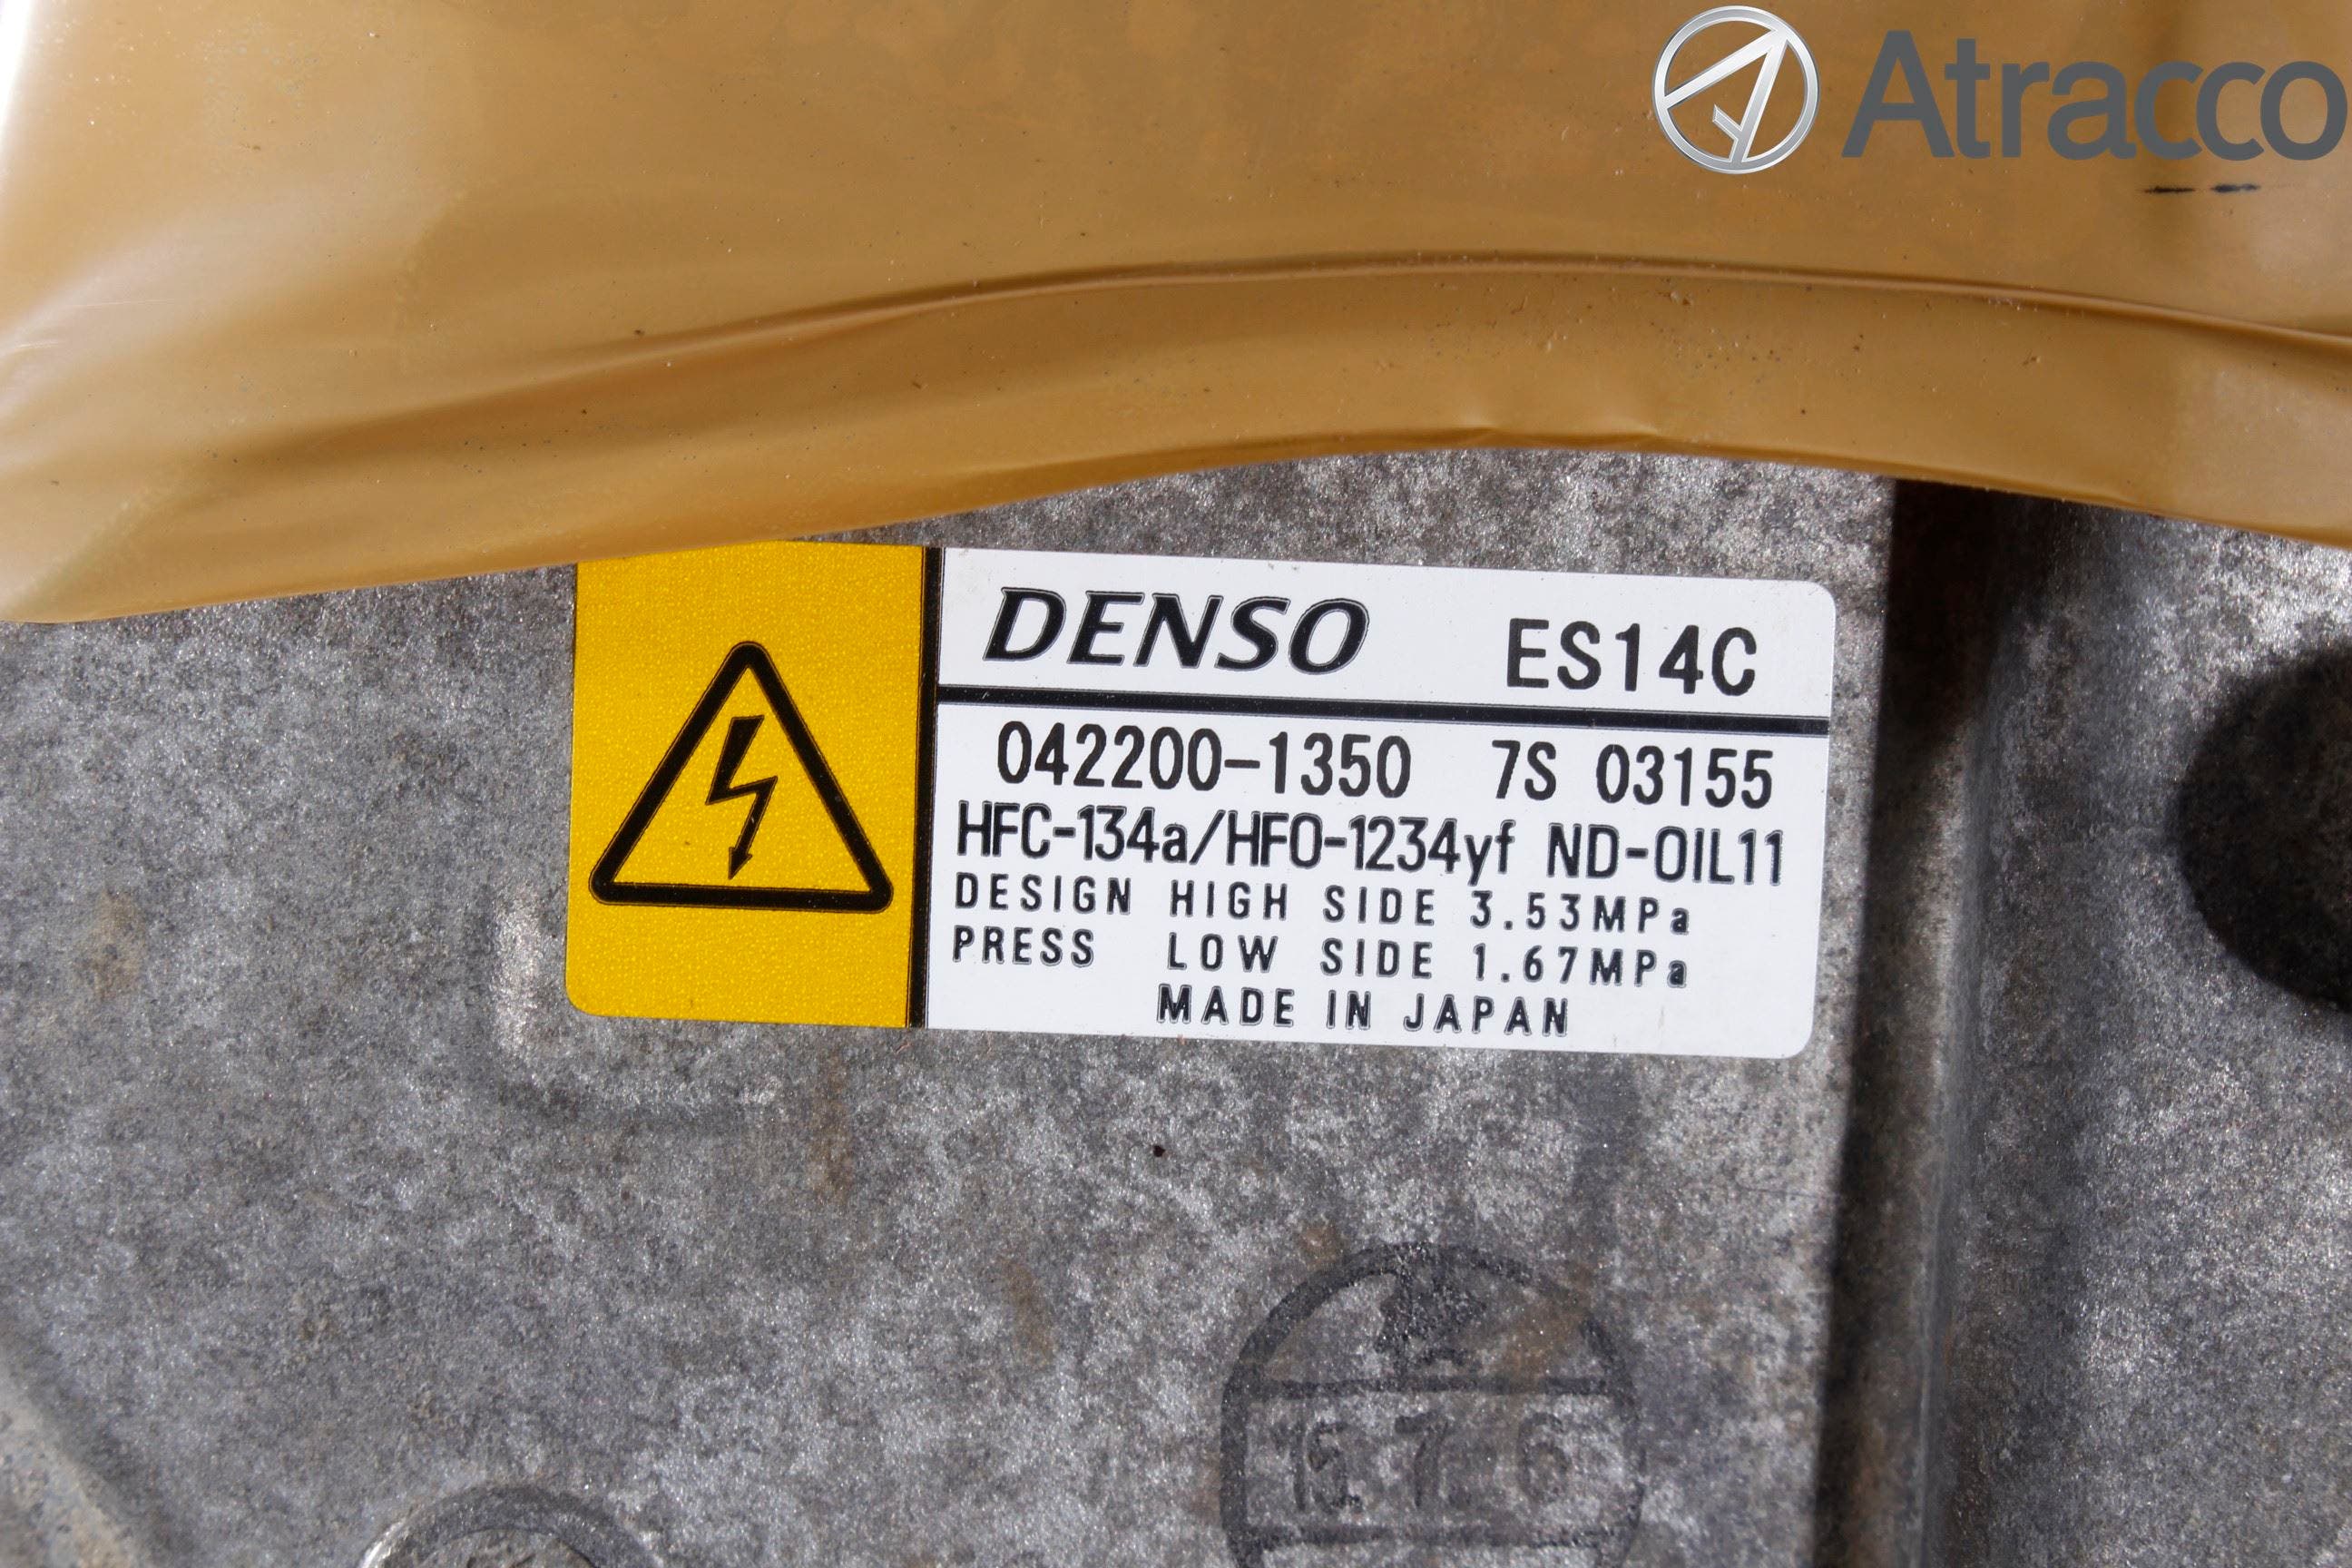 Atracco
DENSO ES14C
042200-1350 7S 03155
HFC-134a/HFO-1234yf ND-OIL11
DESIGN HIGH SIDE 3.53MPa
PRESS LOW SIDE 1.67MPa
MADE IN JAPAN